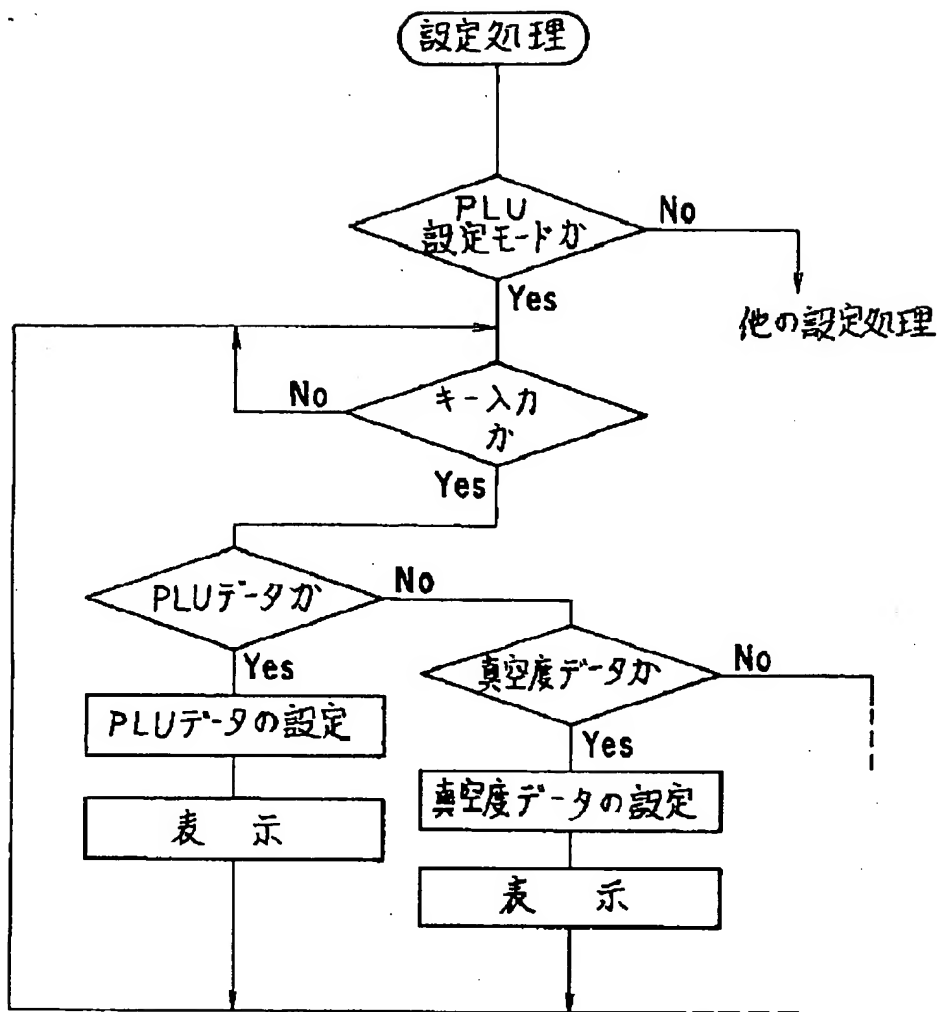 設定処理
PLU
設定モードか
No
Yes
他の設定処理
No
キー入力
か
Yes
PLUデータか
No
Yes
真空度データか
No
PLUデータの設定
Yes
表 示
真空度データの設定
表 示